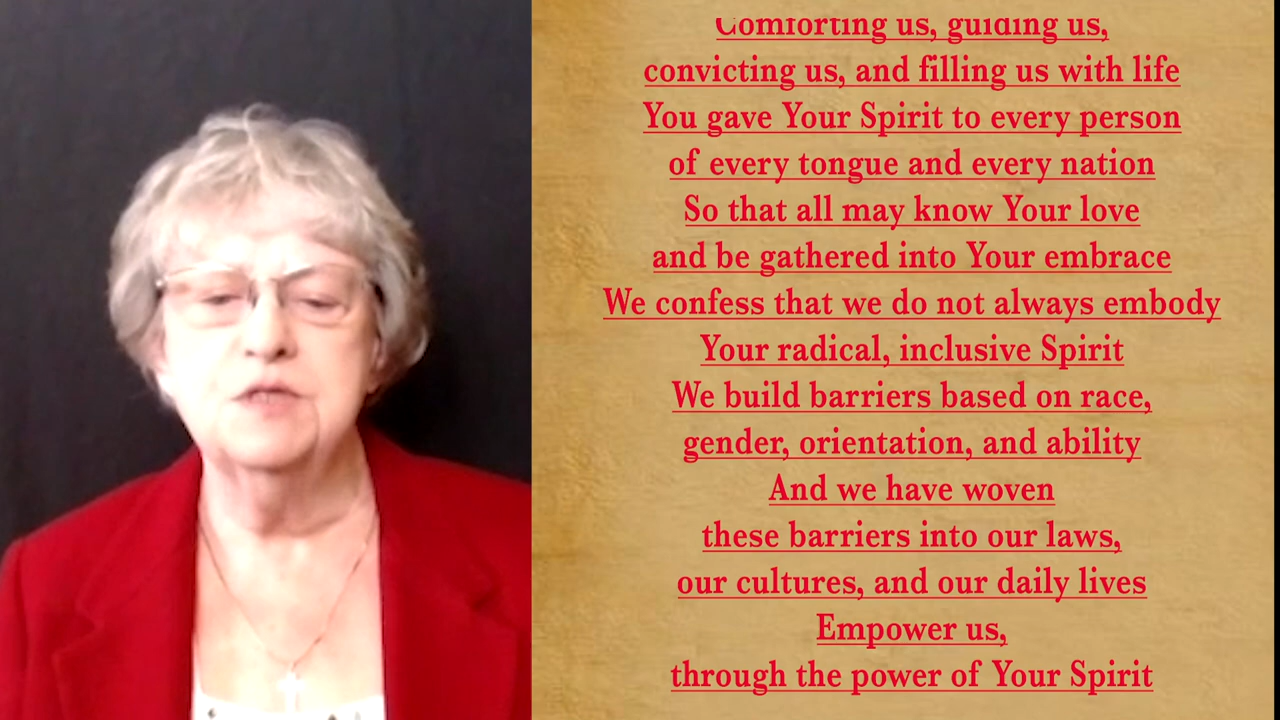 Comforting us, guiding us,
convicting us, and filling us with life
You gave Your Spirit to every person
of every tongue and every nation
So that all may know Your love
and be gathered into Your embrace
We confess that we do not always embody
Your radical, inclusive Spirit
We build barriers based on race,
gender, orientation, and ability
And we have woven
these barriers into our laws,
our cultures, and our daily lives
Empower us,
through the power of Your Spirit